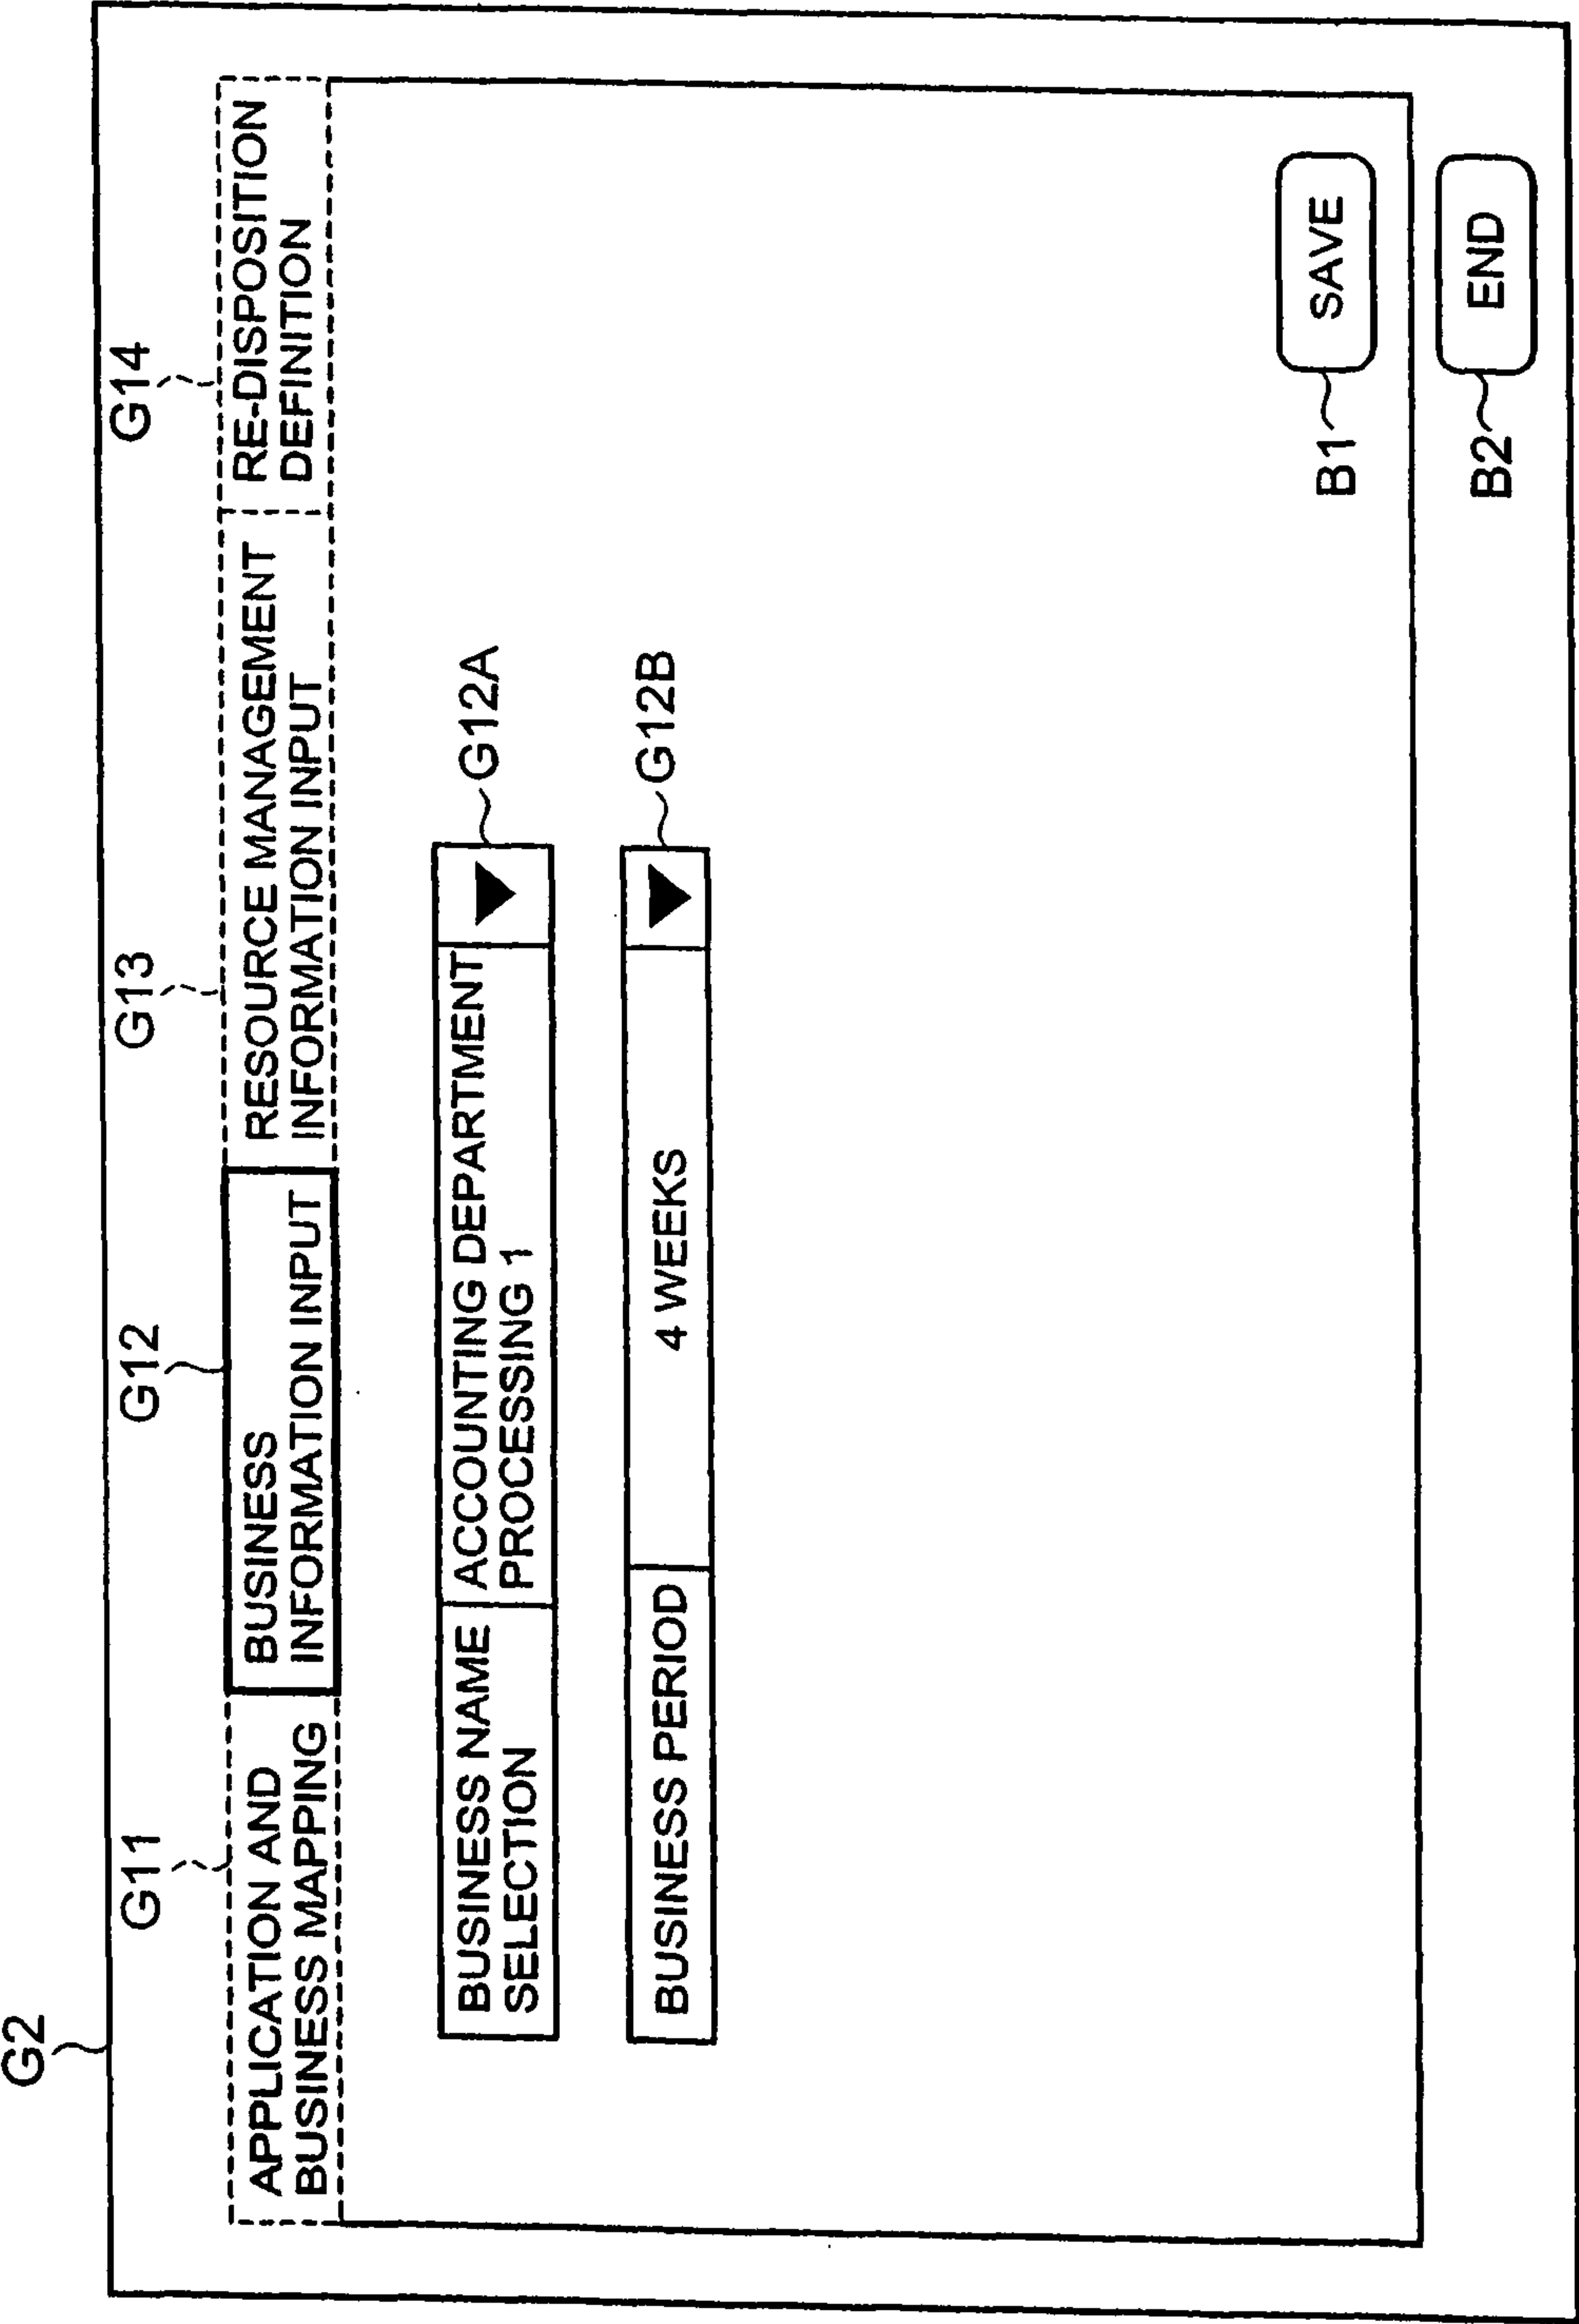 G2
G11
G12
G13
G14
APPLICATION AND
BUSINESS MAPPING
BUSINESS
INFORMATION INPUT
RESOURCE MANAGEMENT
INFORMATION INPUT
RE-DISPOSITION
DEFINITION
BUSINESS NAME
SELECTION
ACCOUNTING DEPARTMENT
PROCESSING 1
G12A
BUSINESS PERIOD
4 WEEKS
G12B
B1
SAVE
B2
END